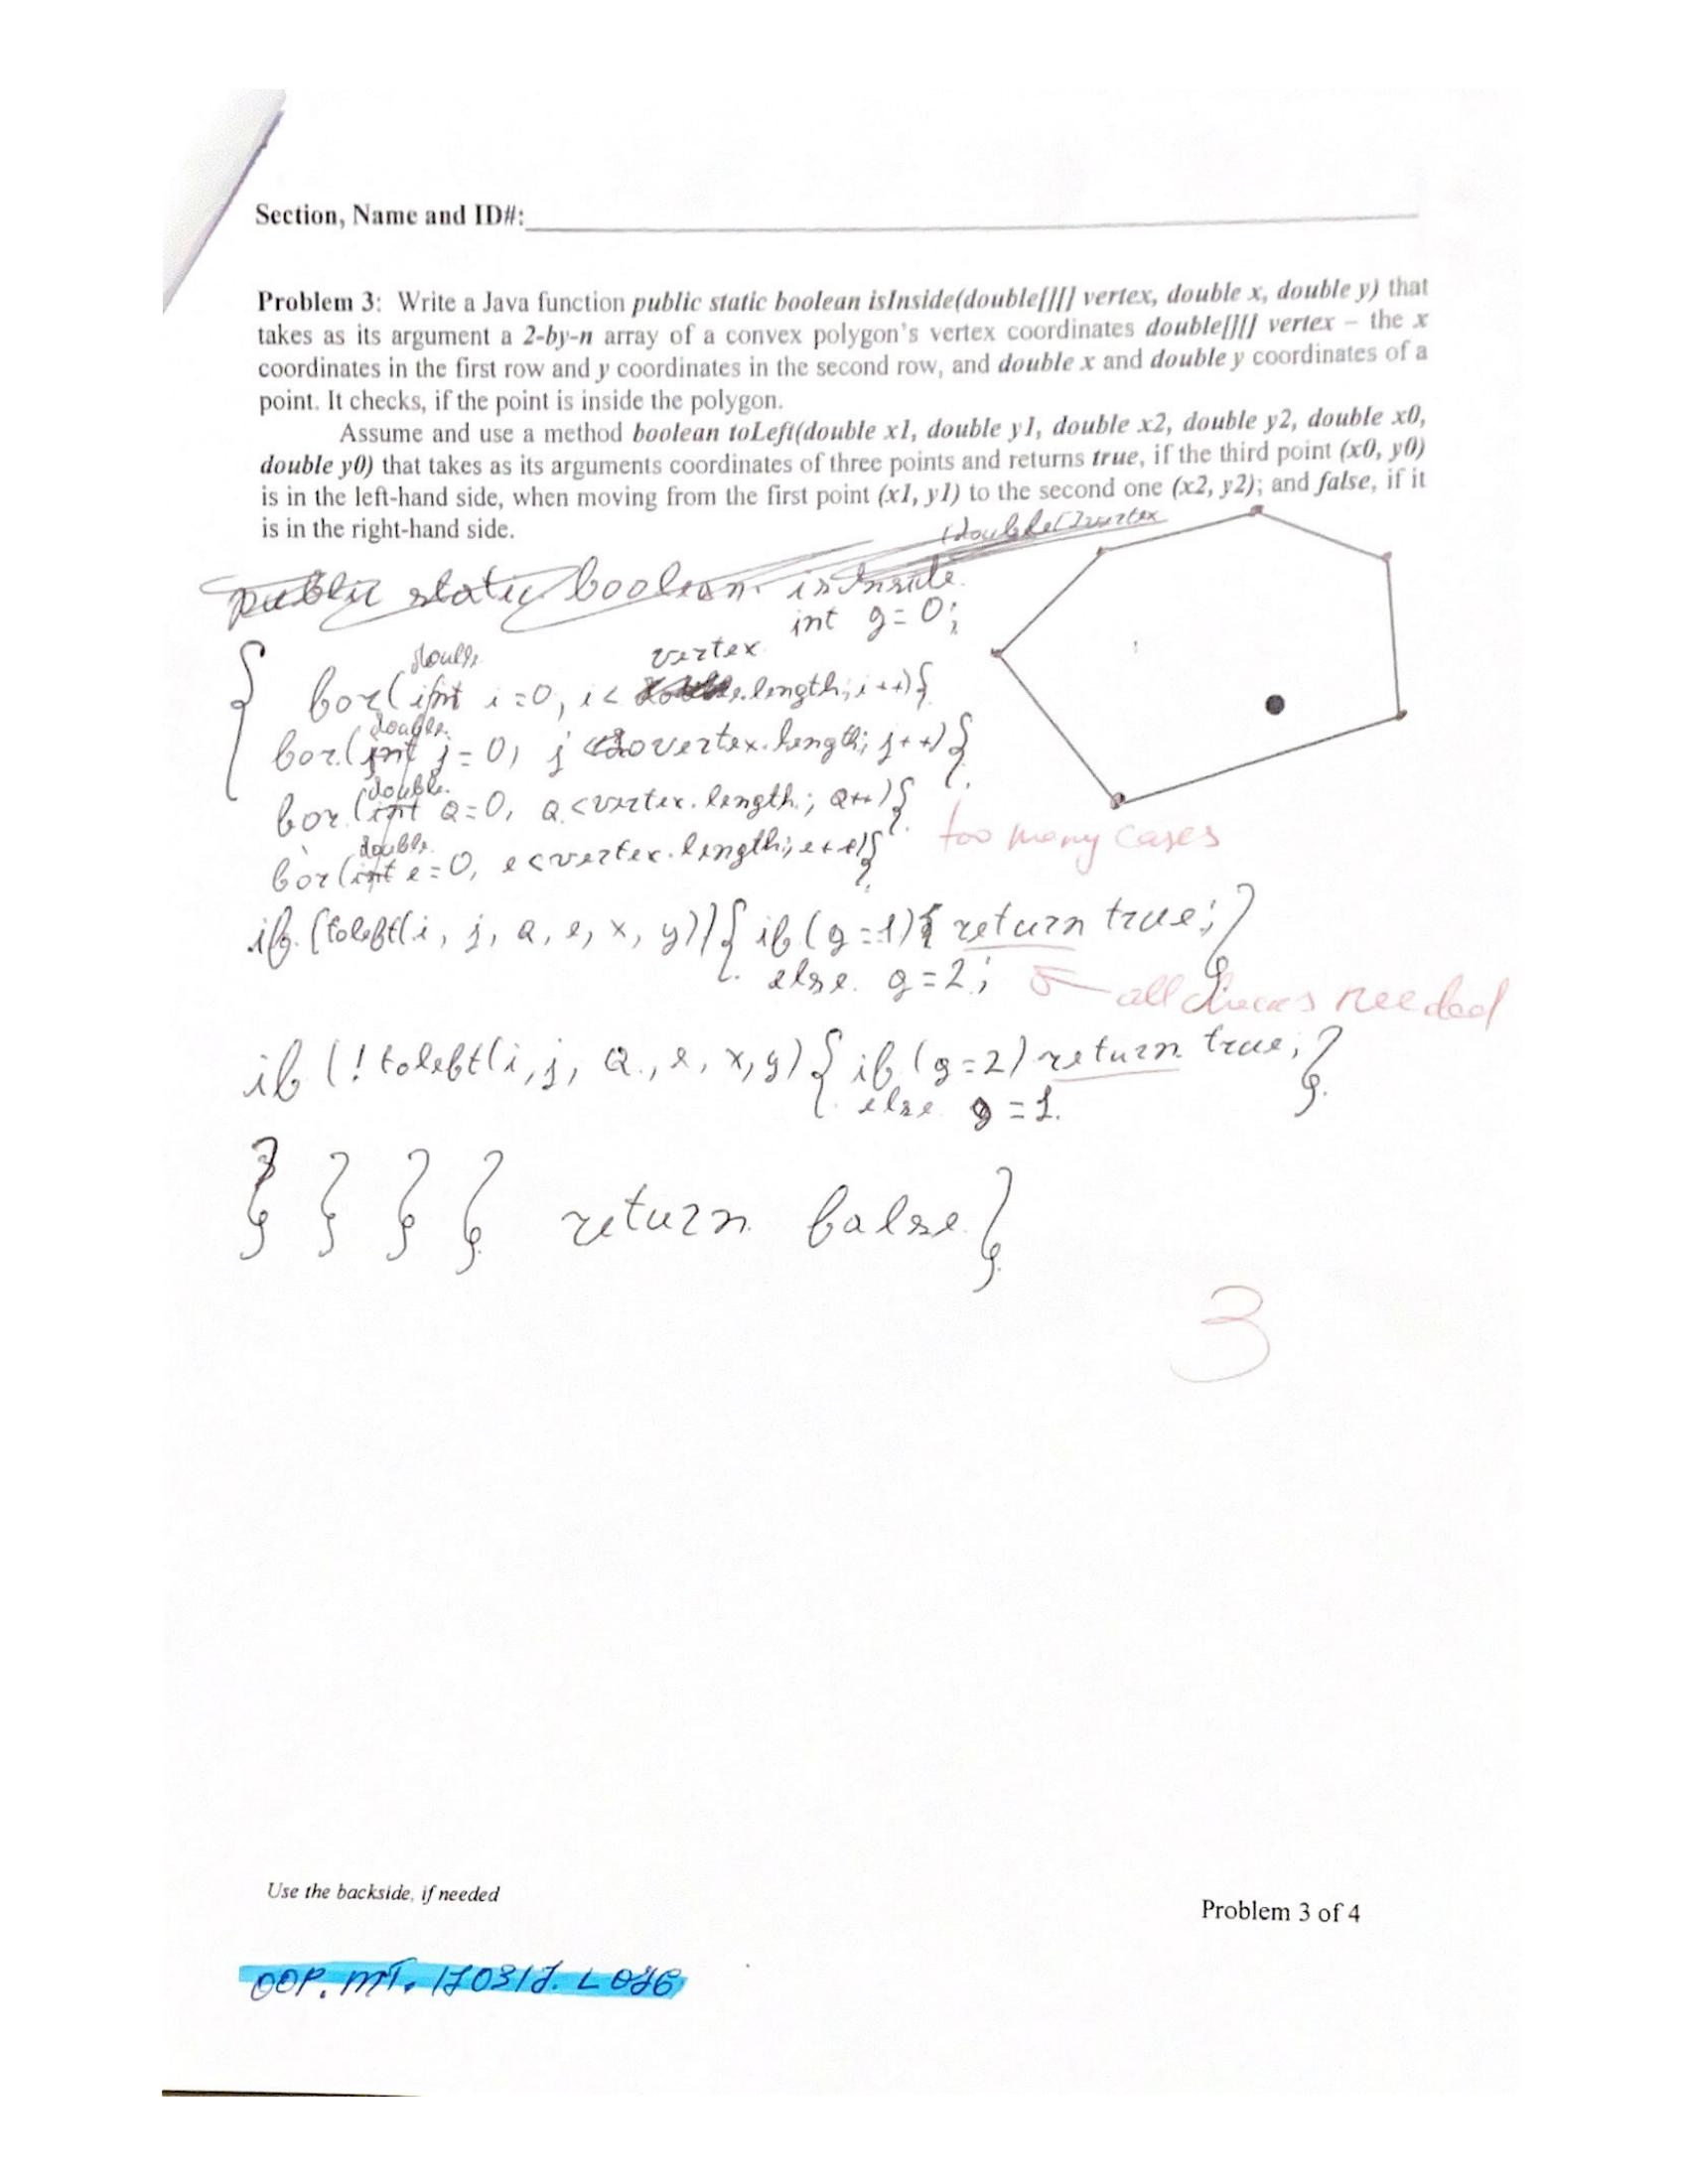 Section, Name and ID#:
Problem 3: Write a Java function public static boolean isInside(double[][] vertex, double x, double y) that
takes as its argument a 2-by-n array of a convex polygon's vertex coordinates double[][] vertex – the x
coordinates in the first row and y coordinates in the second row, and double x and double y coordinates of a
point. It checks, if the point is inside the polygon.
Assume and use a method boolean toLeft(double x1, double y1, double x2, double y2, double x0,
double y0) that takes as its arguments coordinates of three points and returns true, if the third point (x0, y0)
is in the left-hand side, when moving from the first point (x1, y1) to the second one (x2, y2); and false, if it
is in the right-hand side.
(double[] vertex
public static boolean isInside
int g = 0;
double vertex
{ for(int i=0, i< .length; i++){
double
for(int j=0, j < vertex.length; j++){
double
for(int a=0, a<vertex.length; a++){
too many cases
double
for(int e=0, e<vertex.length; e++){
if (toleft(i, j, a, e, x, y)){ if (g=1){ return true; }
else g=2;
all checks needed
if (!toleft(i, j, a, e, x, y) { if (g=2) return true; }
else g=1.
} } } } return false }
3
Use the backside, if needed
Problem 3 of 4
OOP. MT. 170317. L 076